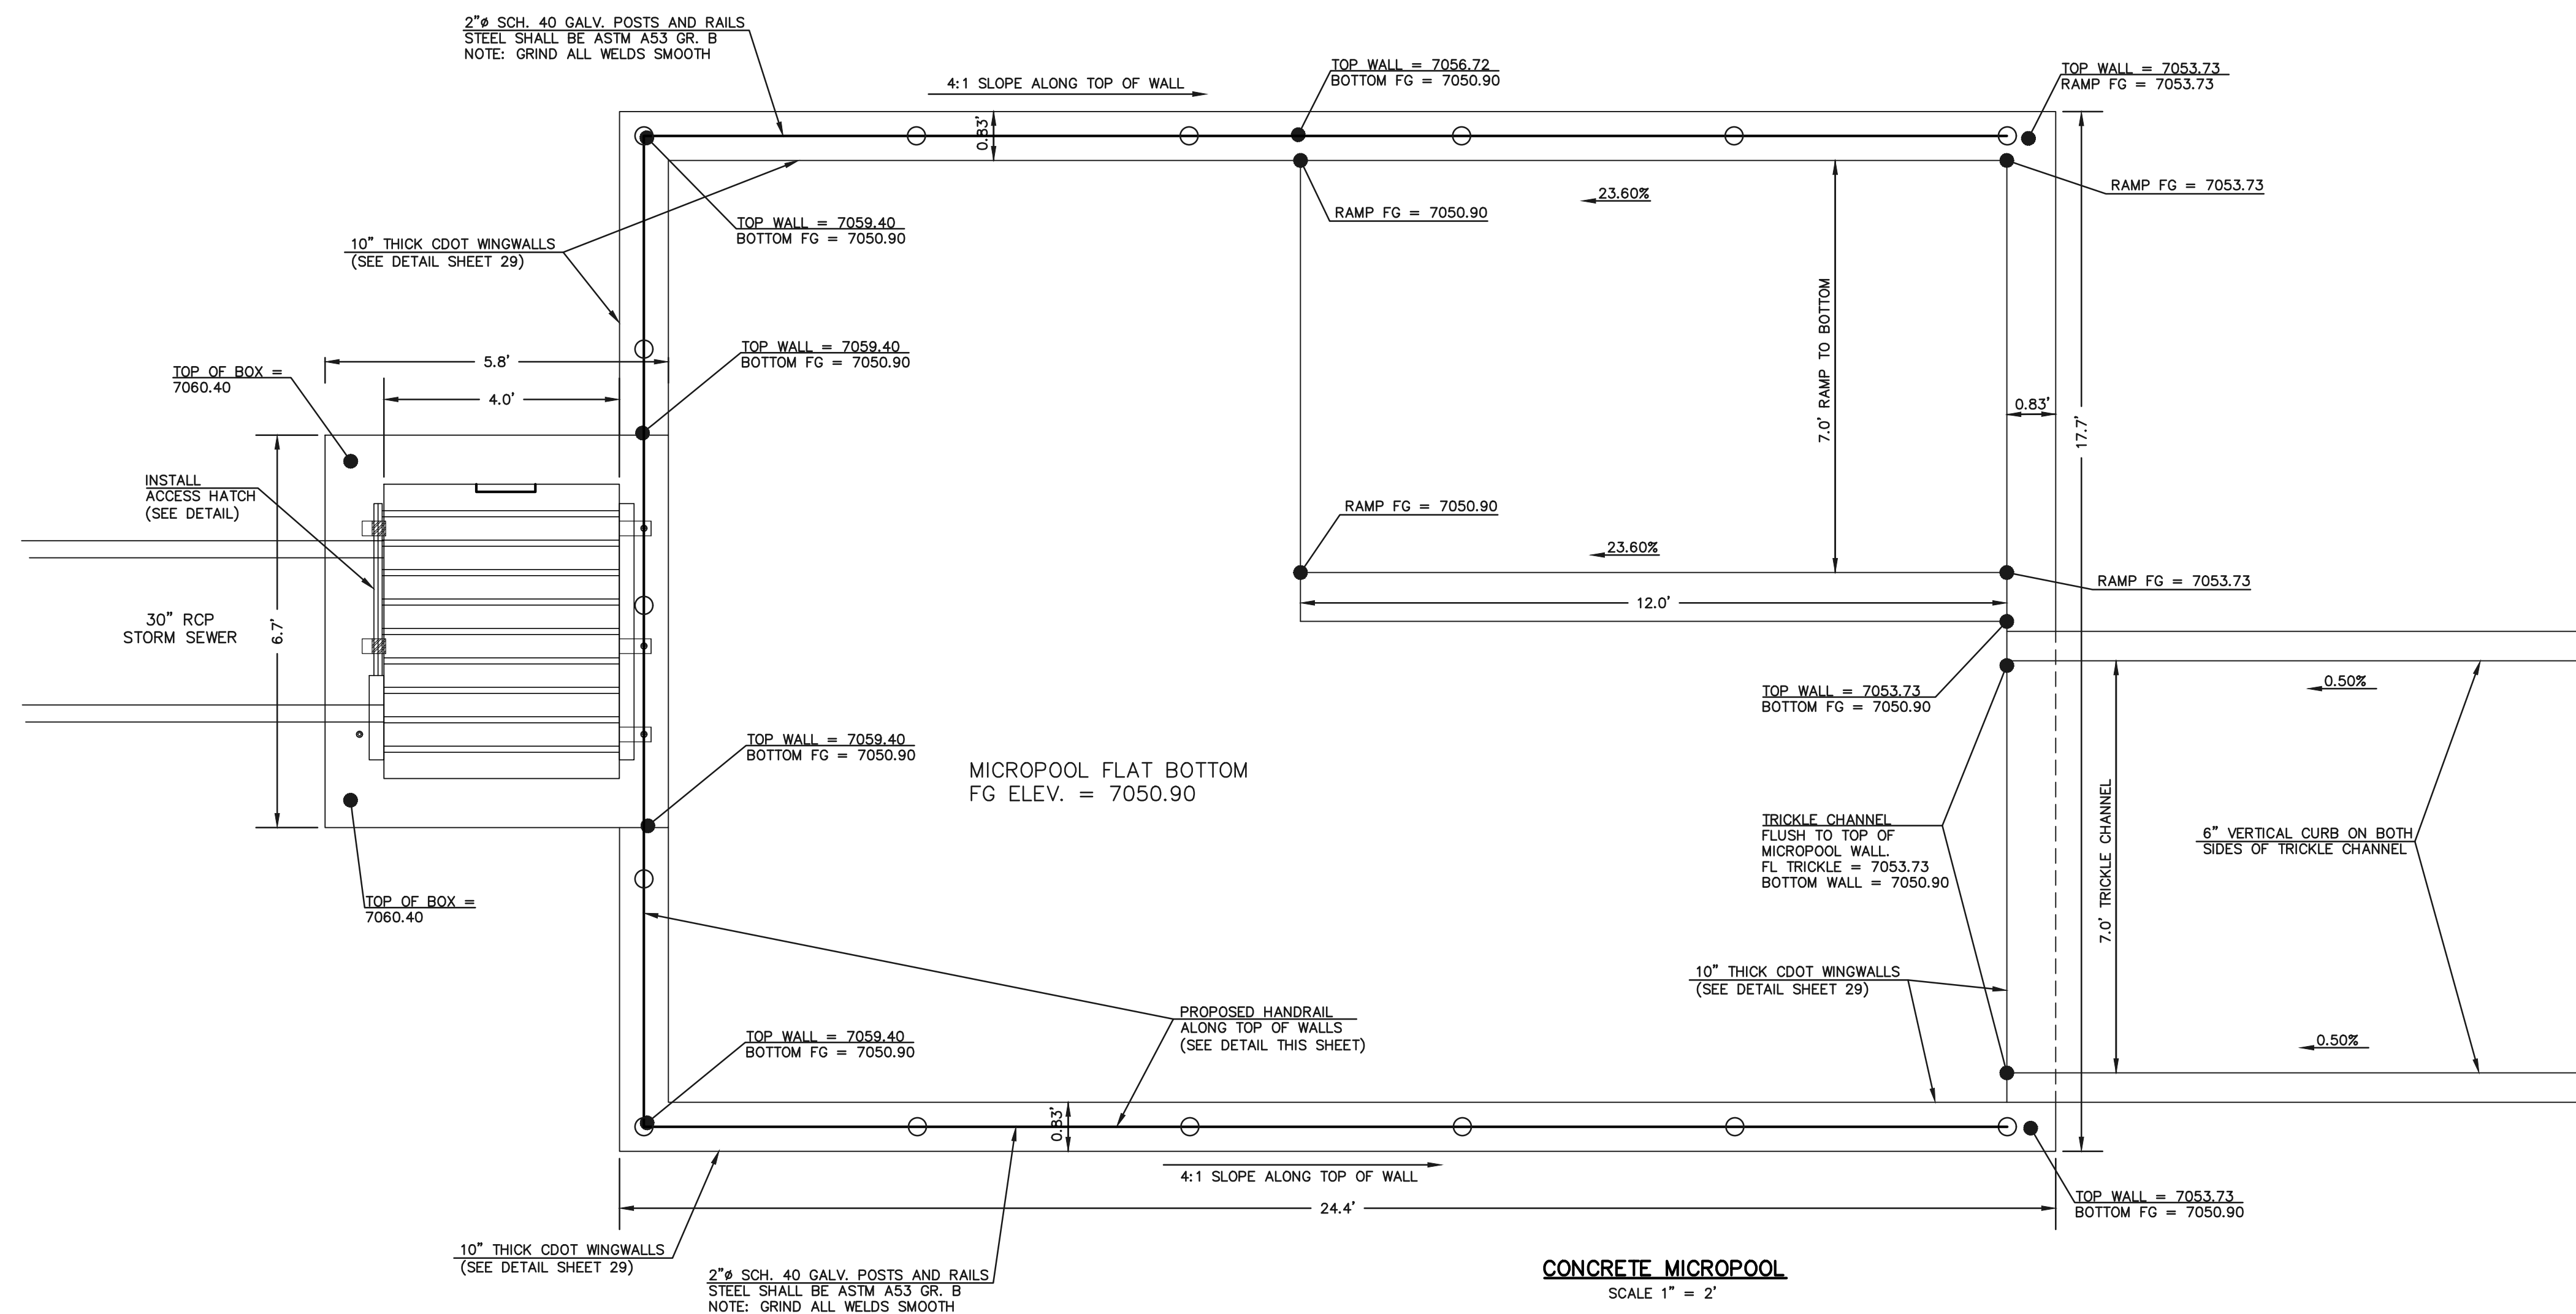 2"ø SCH. 40 GALV. POSTS AND RAILS
STEEL SHALL BE ASTM A53 GR. B
NOTE: GRIND ALL WELDS SMOOTH
4:1 SLOPE ALONG TOP OF WALL
TOP WALL = 7056.72
BOTTOM FG = 7050.90
TOP WALL = 7053.73
RAMP FG = 7053.73
0.83'
RAMP FG = 7053.73
23.60%
RAMP FG = 7050.90
TOP WALL = 7059.40
BOTTOM FG = 7050.90
10" THICK CDOT WINGWALLS
(SEE DETAIL SHEET 29)
7.0' RAMP TO BOTTOM
TOP WALL = 7059.40
BOTTOM FG = 7050.90
5.8'
TOP OF BOX =
7060.40
4.0'
0.83'
17.7'
INSTALL
ACCESS HATCH
(SEE DETAIL)
RAMP FG = 7050.90
23.60%
RAMP FG = 7053.73
12.0'
30" RCP
STORM SEWER
6.7'
TOP WALL = 7053.73
BOTTOM FG = 7050.90
0.50%
TOP WALL = 7059.40
BOTTOM FG = 7050.90
MICROPOOL FLAT BOTTOM
FG ELEV. = 7050.90
TRICKLE CHANNEL
FLUSH TO TOP OF
MICROPOOL WALL.
FL TRICKLE = 7053.73
BOTTOM WALL = 7050.90
7.0' TRICKLE CHANNEL
6" VERTICAL CURB ON BOTH
SIDES OF TRICKLE CHANNEL
TOP OF BOX =
7060.40
10" THICK CDOT WINGWALLS
(SEE DETAIL SHEET 29)
PROPOSED HANDRAIL
ALONG TOP OF WALLS
(SEE DETAIL THIS SHEET)
TOP WALL = 7059.40
BOTTOM FG = 7050.90
0.50%
0.83'
4:1 SLOPE ALONG TOP OF WALL
24.4'
TOP WALL = 7053.73
BOTTOM FG = 7050.90
10" THICK CDOT WINGWALLS
(SEE DETAIL SHEET 29)
2"ø SCH. 40 GALV. POSTS AND RAILS
STEEL SHALL BE ASTM A53 GR. B
NOTE: GRIND ALL WELDS SMOOTH
CONCRETE MICROPOOL
SCALE 1" = 2'